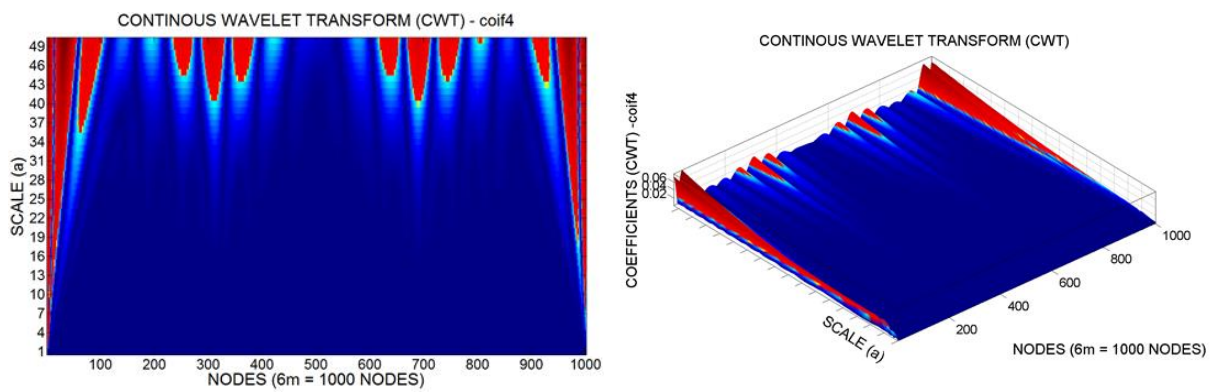 CONTINOUS WAVELET TRANSFORM (CWT) - coif4
SCALE (a)
49
46
43
40
37
34
31
28
25
22
19
16
13
10
7
4
1
100 200 300 400 500 600 700 800 900 1000
NODES (6m = 1000 NODES)
CONTINOUS WAVELET TRANSFORM (CWT)
COEFFICIENTS (CWT) -coif4
0.06
0.04
0.02
SCALE (a)
200 400 600 800 1000
NODES (6m = 1000 NODES)